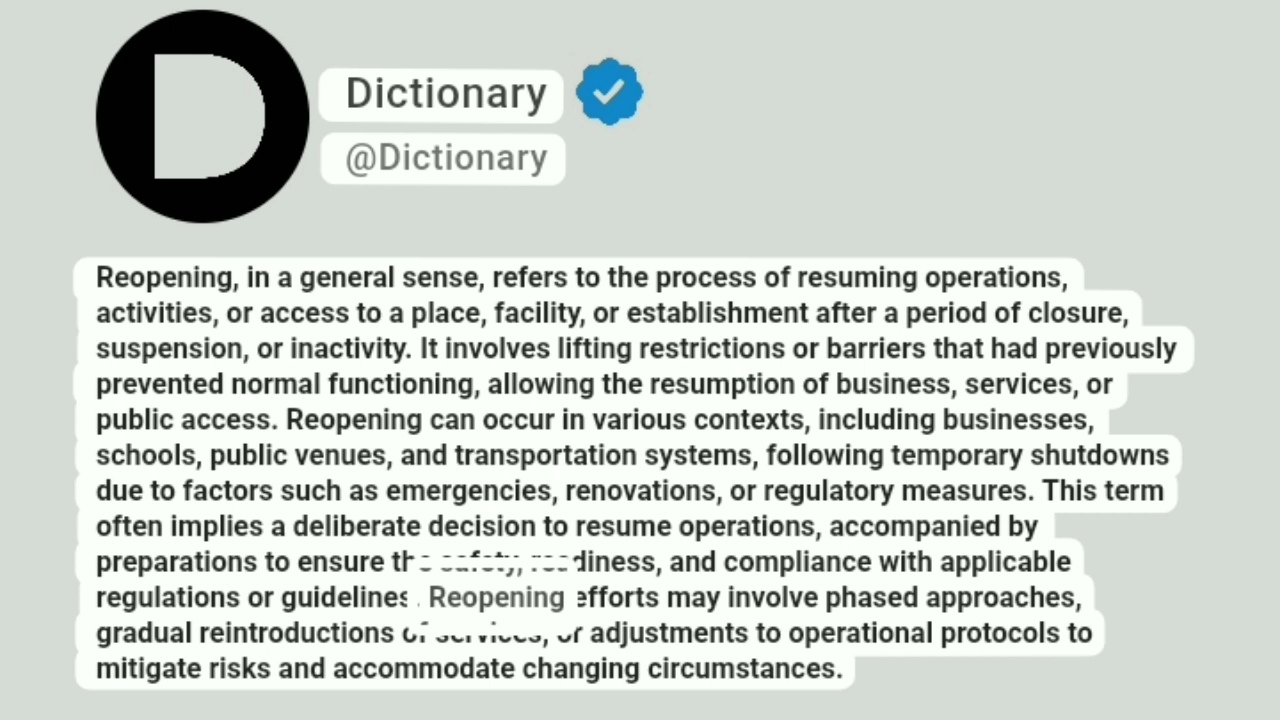 D
Dictionary
@Dictionary
Reopening, in a general sense, refers to the process of resuming operations,
activities, or access to a place, facility, or establishment after a period of closure,
suspension, or inactivity. It involves lifting restrictions or barriers that had previously
prevented normal functioning, allowing the resumption of business, services, or
public access. Reopening can occur in various contexts, including businesses,
schools, public venues, and transportation systems, following temporary shutdowns
due to factors such as emergencies, renovations, or regulatory measures. This term
often implies a deliberate decision to resume operations, accompanied by
preparations to ensure the safety, readiness, and compliance with applicable
regulations or guidelines. Reopening efforts may involve phased approaches,
gradual reintroductions of services, or adjustments to operational protocols to
mitigate risks and accommodate changing circumstances.